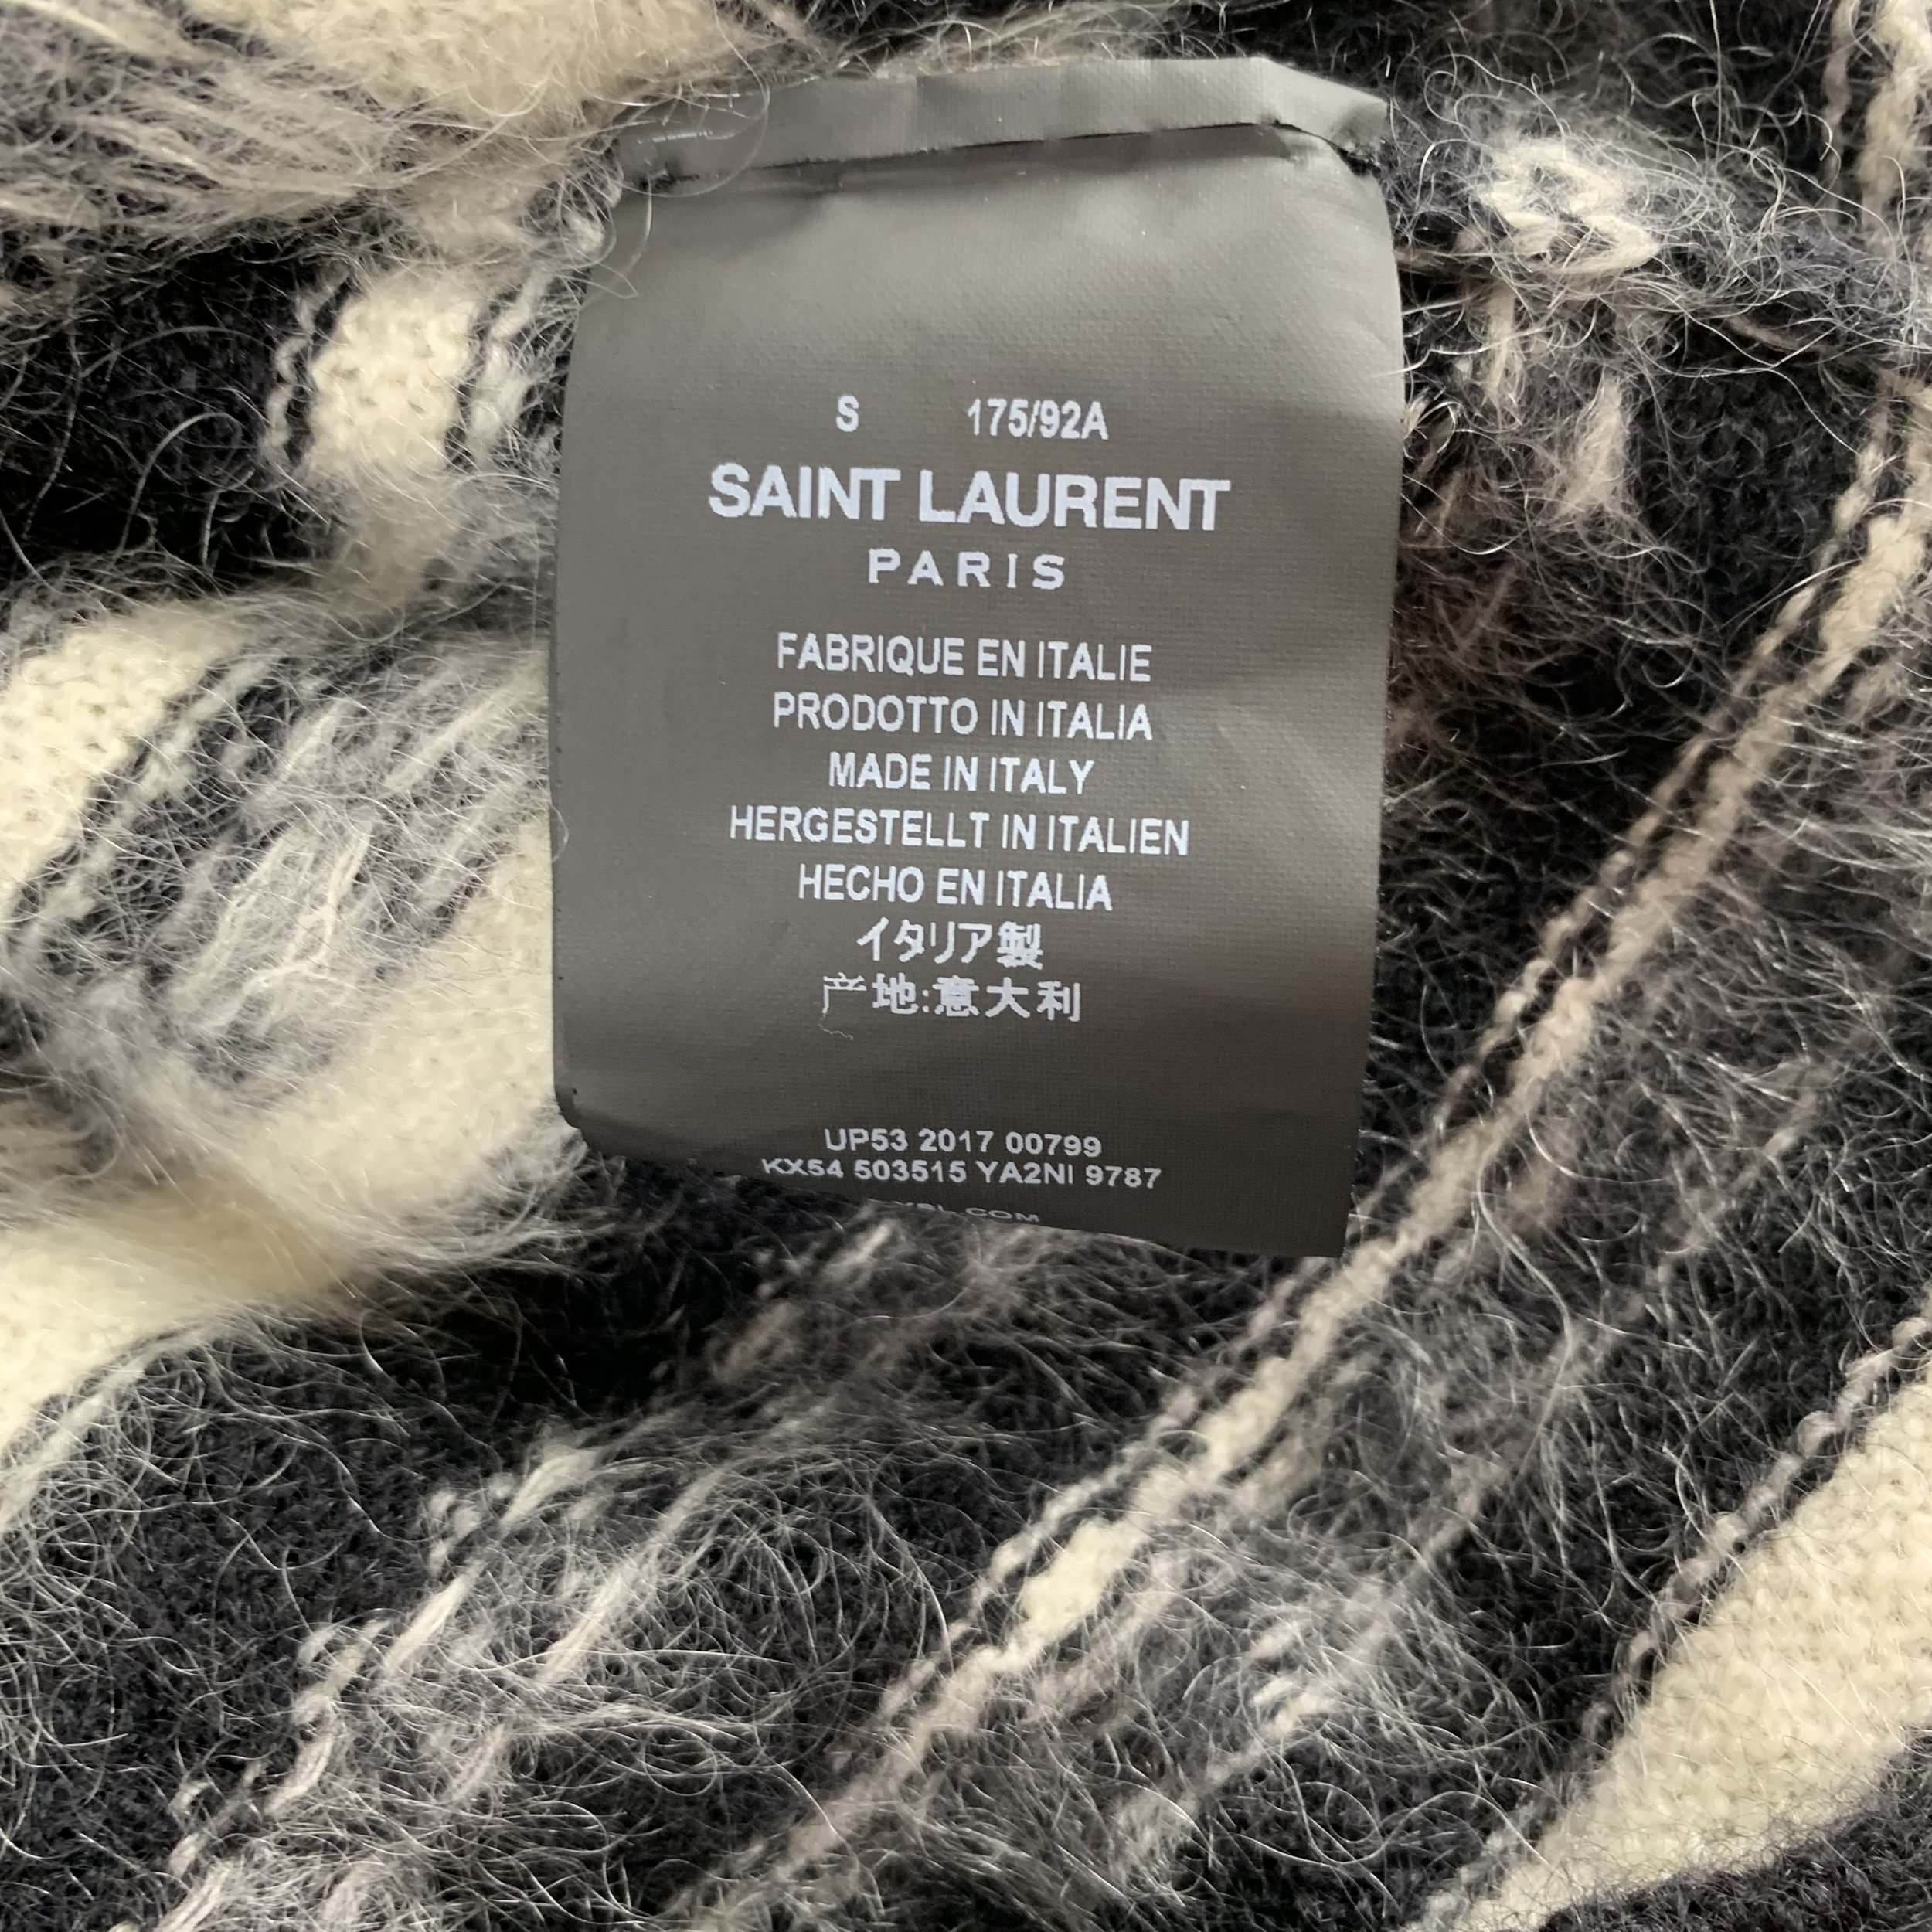 S 175/92A
SAINT LAURENT
PARIS
FABRIQUE EN ITALIE
PRODOTTO IN ITALIA
MADE IN ITALY
HERGESTELLT IN ITALIEN
HECHO EN ITALIA
イタリア製
产地:意大利
UP53 2017 00799
KX54 503515 YA2NI 9787